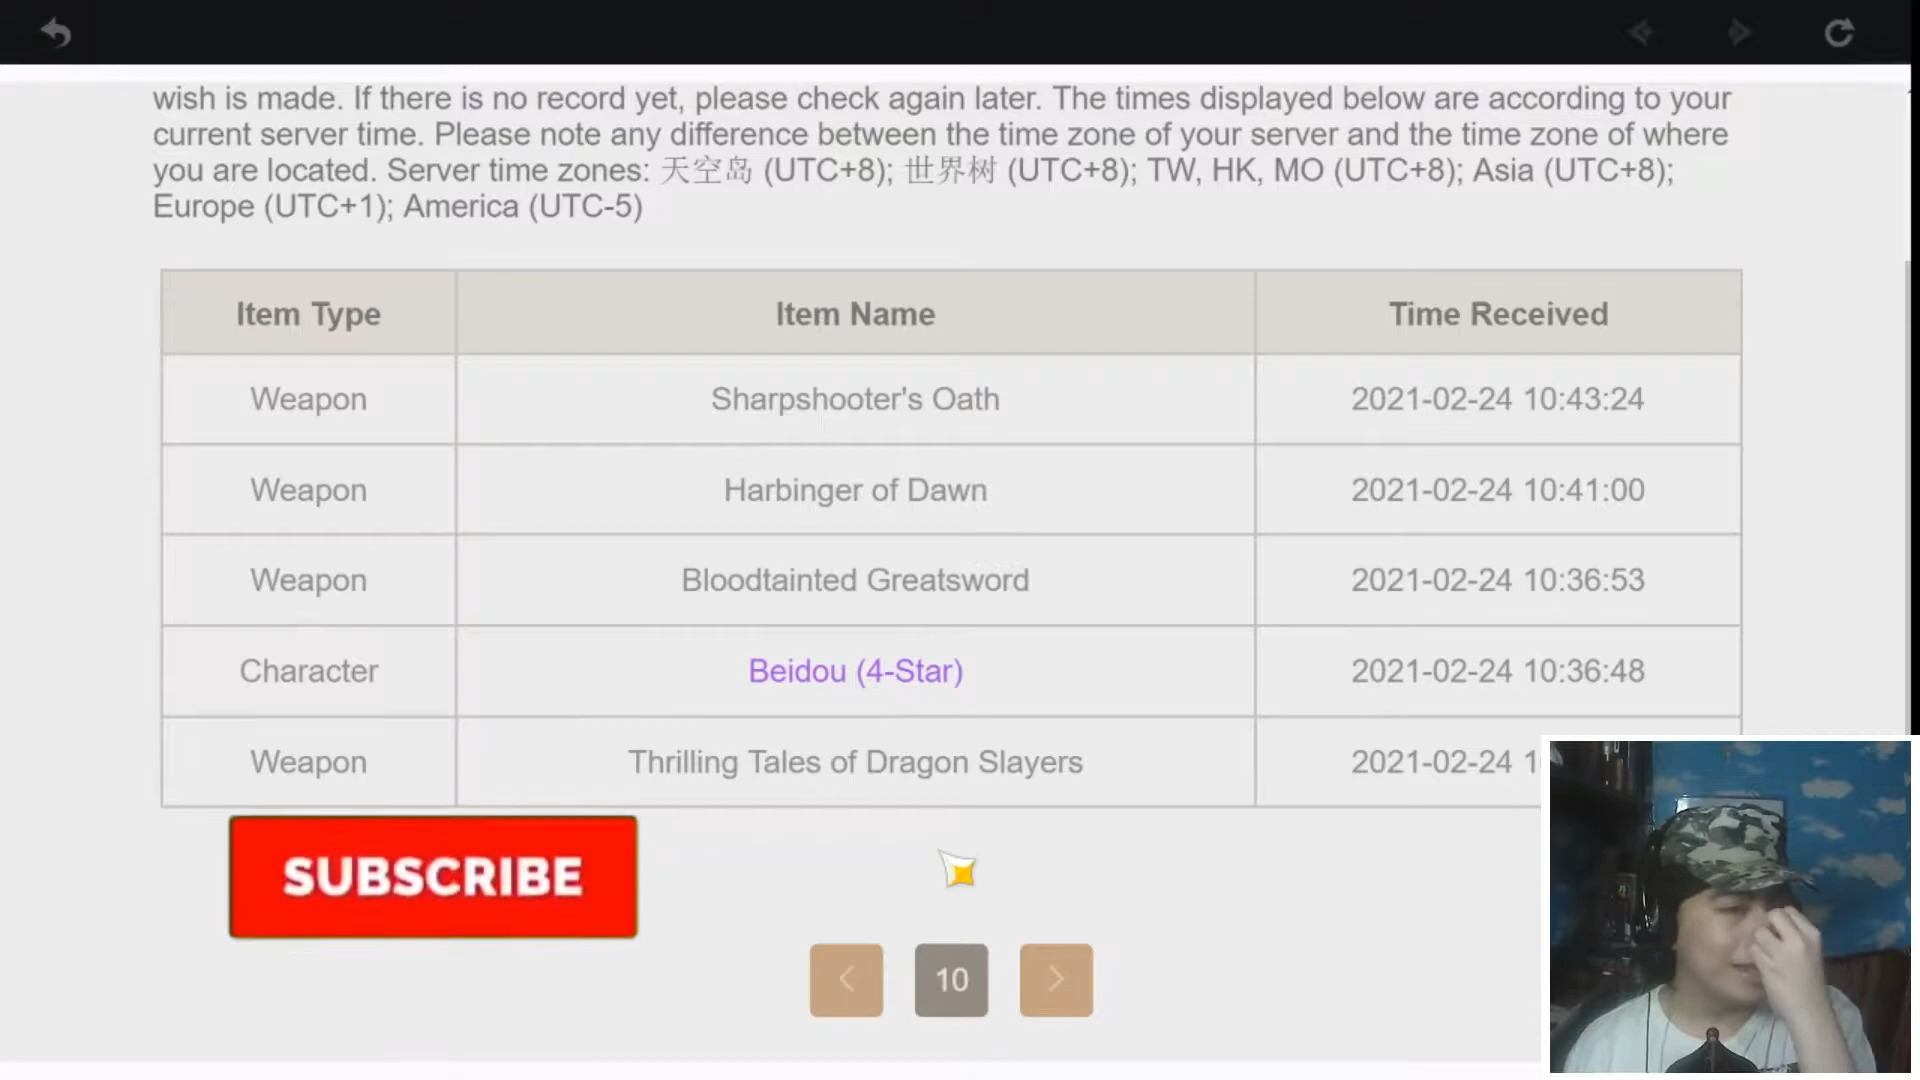 wish is made. If there is no record yet, please check again later. The times displayed below are according to your
current server time. Please note any difference between the time zone of your server and the time zone of where
you are located. Server time zones: 天空岛 (UTC+8); 世界树 (UTC+8); TW, HK, MO (UTC+8); Asia (UTC+8);
Europe (UTC+1); America (UTC-5)
Item Type Item Name Time Received
Weapon Sharpshooter's Oath 2021-02-24 10:43:24
Weapon Harbinger of Dawn 2021-02-24 10:41:00
Weapon Bloodtainted Greatsword 2021-02-24 10:36:53
Character Beidou (4-Star) 2021-02-24 10:36:48
Weapon Thrilling Tales of Dragon Slayers 2021-02-24 1
SUBSCRIBE
10